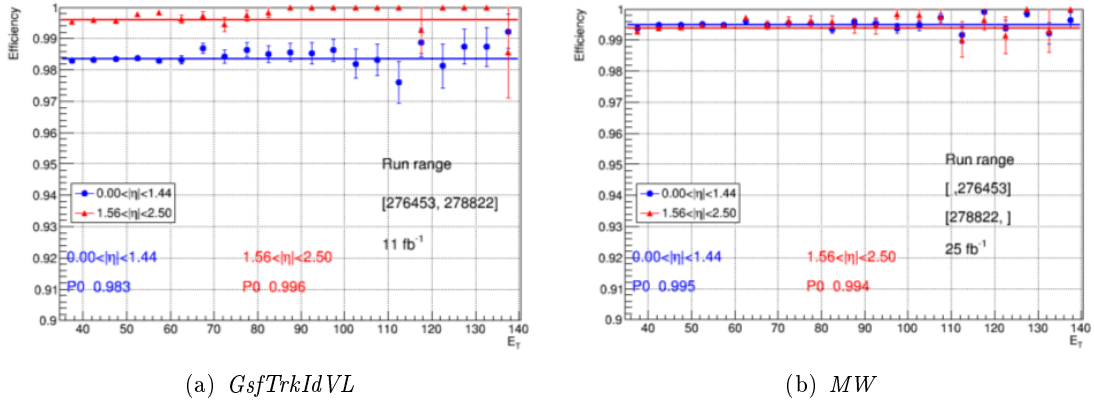 Efficiency
1
0.99
0.98
0.97
0.96
0.95
0.94
0.93
0.92
0.91
0.9
40 50 60 70 80 90 100 110 120 130 140
E_T
0.00<|η|<1.44
1.56<|η|<2.50
Run range
[276453, 278822]
11 fb⁻¹
0.00<|η|<1.44
P0 0.983
1.56<|η|<2.50
P0 0.996
(a) GsfTrkIdVL
Efficiency
1
0.99
0.98
0.97
0.96
0.95
0.94
0.93
0.92
0.91
0.9
40 50 60 70 80 90 100 110 120 130 140
E_T
0.00<|η|<1.44
1.56<|η|<2.50
Run range
[ ,276453]
[278822, ]
25 fb⁻¹
0.00<|η|<1.44
P0 0.995
1.56<|η|<2.50
P0 0.994
(b) MW